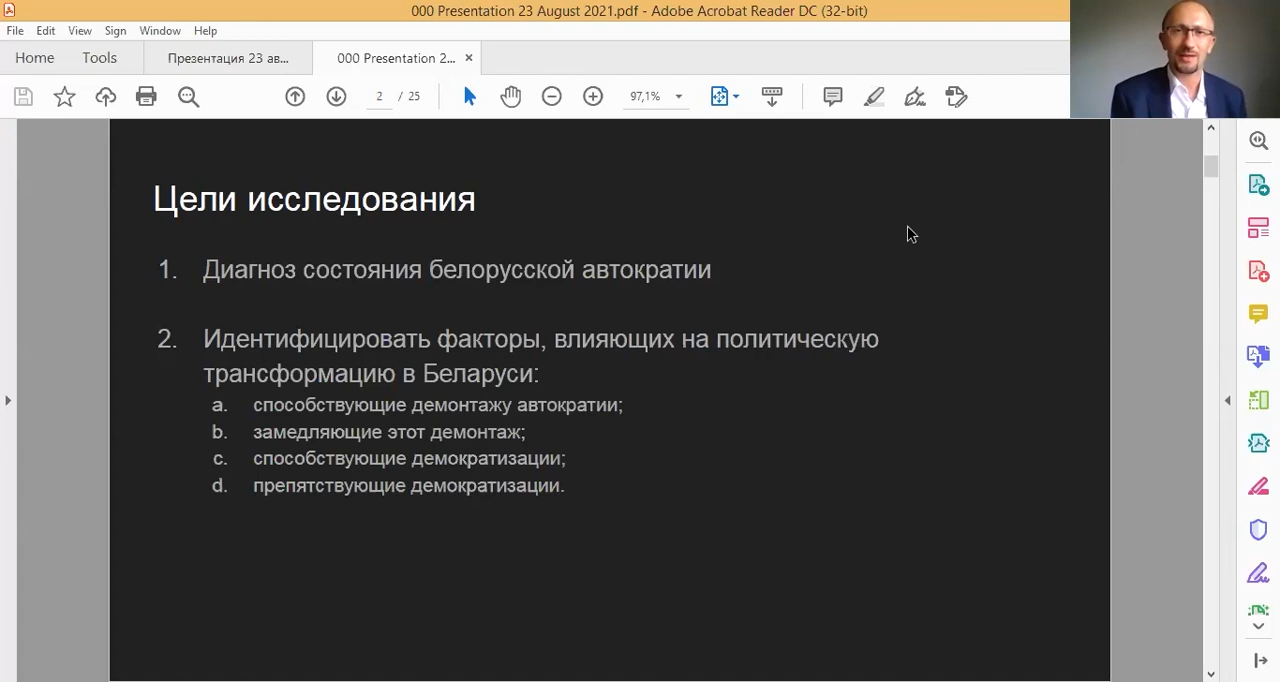 000 Presentation 23 August 2021.pdf - Adobe Acrobat Reader DC (32-bit)
File Edit View Sign Window Help
Home Tools Презентация 23 ав... 000 Presentation 2... ×
2 / 25 97,1%
Цели исследования
1. Диагноз состояния белорусской автократии
2. Идентифицировать факторы, влияющих на политическую
трансформацию в Беларуси:
a. способствующие демонтажу автократии;
b. замедляющие этот демонтаж;
c. способствующие демократизации;
d. препятствующие демократизации.